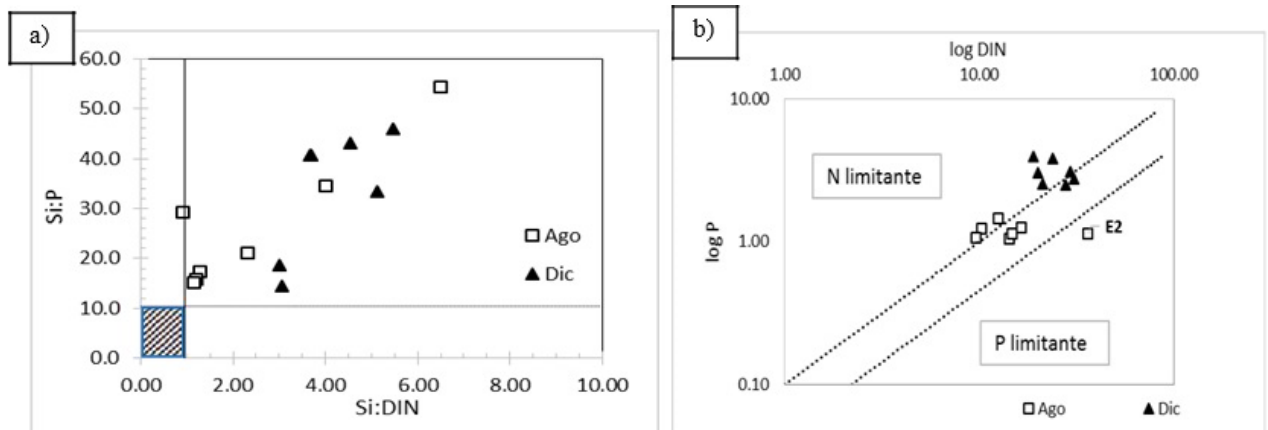 a)
60.0
50.0
40.0
30.0
20.0
10.0
0.0
Si:P
0.00 2.00 4.00 6.00 8.00 10.00
Si:DIN
Ago
Dic
b)
log DIN
1.00 10.00 100.00
10.00
1.00
0.10
log P
N limitante
E2
P limitante
Ago Dic